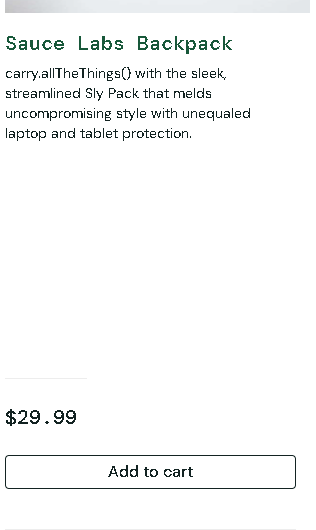 Sauce Labs Backpack
carry.allTheThings() with the sleek,
streamlined Sly Pack that melds
uncompromising style with unequaled
laptop and tablet protection.
$29.99
Add to cart